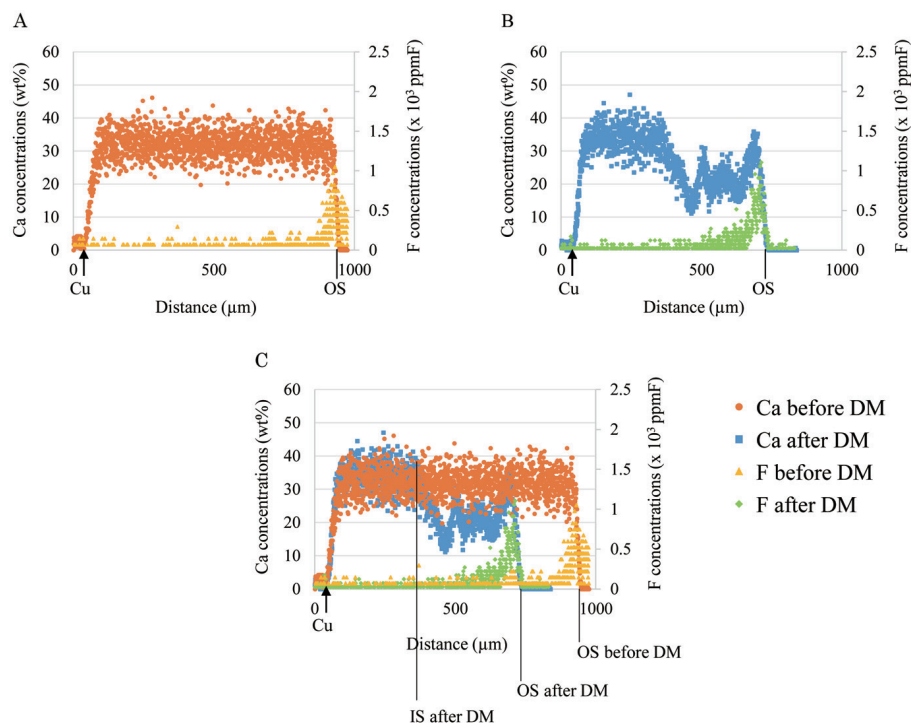 A
Ca concentrations (wt%)
60
50
40
30
20
10
0
F concentrations (x 10³ ppmF)
2.5
2
1.5
1
0.5
0
0
500
1000
Cu
OS
Distance (µm)
B
Ca concentrations (wt%)
60
50
40
30
20
10
0
F concentrations (x 10³ ppmF)
2.5
2
1.5
1
0.5
0
0
500
1000
Cu
OS
Distance (µm)
C
Ca concentrations (wt%)
60
50
40
30
20
10
0
F concentrations (x 10³ ppmF)
2.5
2
1.5
1
0.5
0
0
500
1000
Cu
Distance (µm)
OS before DM
OS after DM
IS after DM
Ca before DM
Ca after DM
F before DM
F after DM